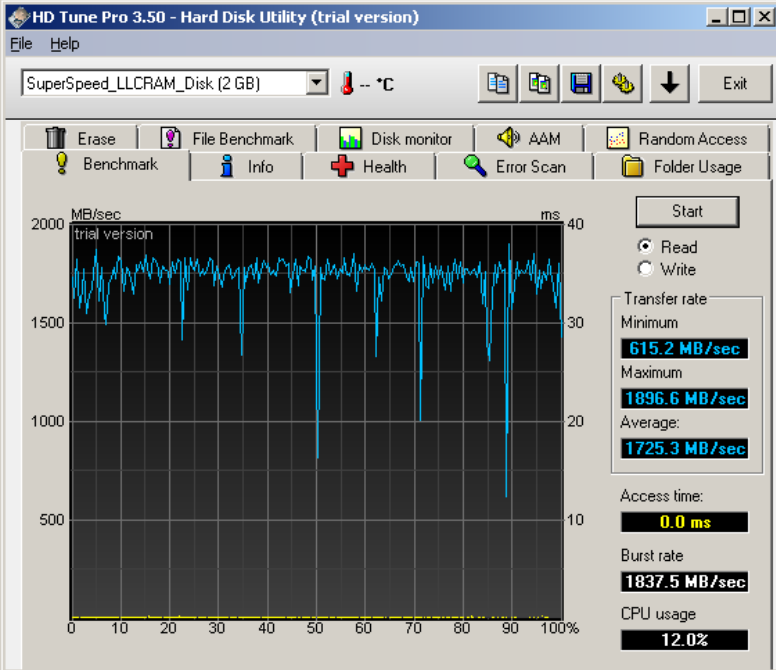 HD Tune Pro 3.50 - Hard Disk Utility (trial version)
File Help
SuperSpeed_LLCRAM_Disk (2 GB)
-- °C
Exit
Erase File Benchmark Disk monitor AAM Random Access
Benchmark Info Health Error Scan Folder Usage
MB/sec ms
2000 40
trial version
1500 30
1000 20
500 10
0 10 20 30 40 50 60 70 80 90 100%
Start
Read
Write
Transfer rate
Minimum
615.2 MB/sec
Maximum
1896.6 MB/sec
Average:
1725.3 MB/sec
Access time:
0.0 ms
Burst rate
1837.5 MB/sec
CPU usage
12.0%